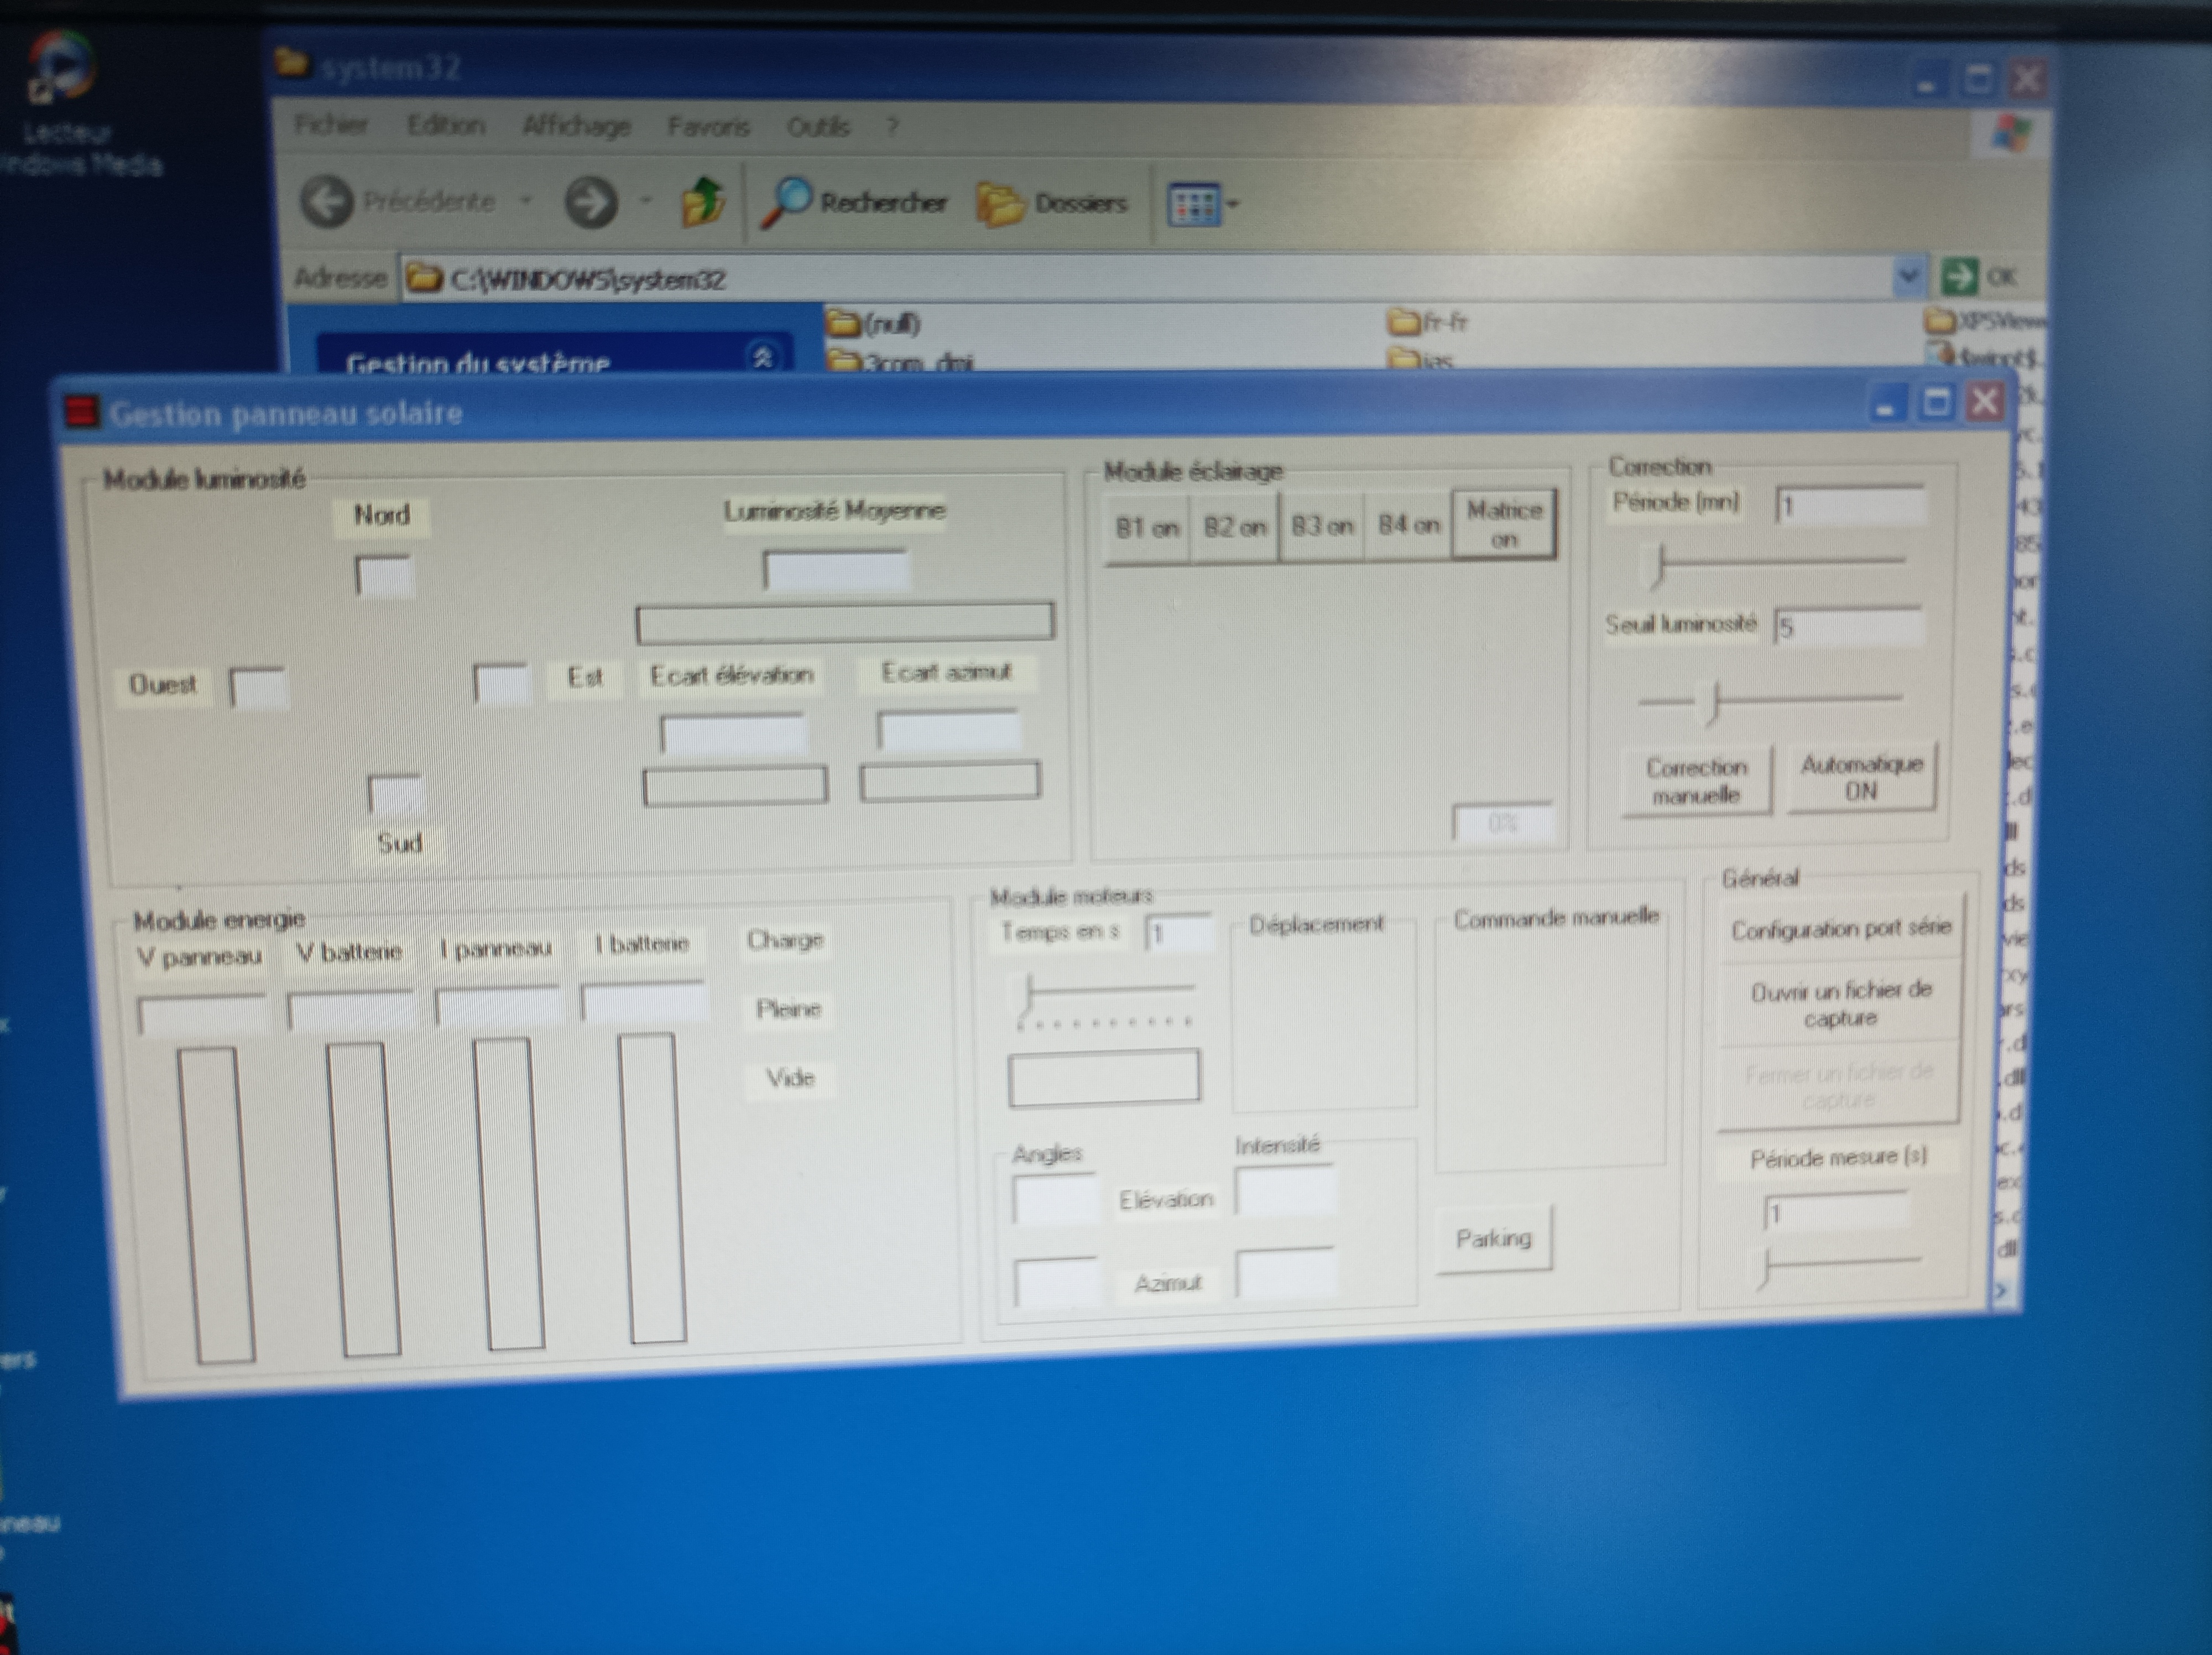 Lecteur
Windows Media
system32
Fichier Edition Affichage Favoris Outils ?
Précédente Rechercher Dossiers
Adresse C:\WINDOWS\system32 OK
(null) fr-fr
Gestion du système 3com_dmi ias
Gestion panneau solaire
Module luminosité
Nord
Luminosité Moyenne
Ouest
Est
Ecart élévation
Ecart azimut
Sud
Module éclairage
B1 on B2 on B3 on B4 on Matrice
on
0%
Correction
Période (mn) 1
Seuil luminosité 5
Correction
manuelle
Automatique
ON
Module energie
V panneau V batterie I panneau I batterie Charge
Pleine
Vide
Module moteurs
Temps en s 1
Déplacement
Commande manuelle
Angles
Intensité
Elévation
Azimut
Parking
Général
Configuration port série
Ouvrir un fichier de
capture
Fermer un fichier de
capture
Période mesure (s)
1